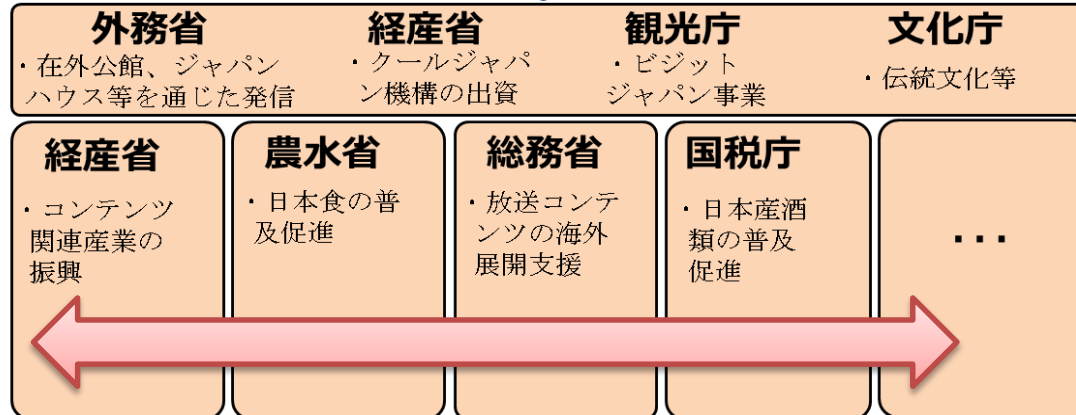 外務省
・在外公館、ジャパン
ハウス等を通じた発信
経産省
・クールジャパ
ン機構の出資
観光庁
・ビジット
ジャパン事業
文化庁
・伝統文化等
経産省
・コンテンツ
関連産業の
振興
農水省
・日本食の普
及促進
総務省
・放送コンテ
ンツの海外
展開支援
国税庁
・日本産酒
類の普及
促進
・・・